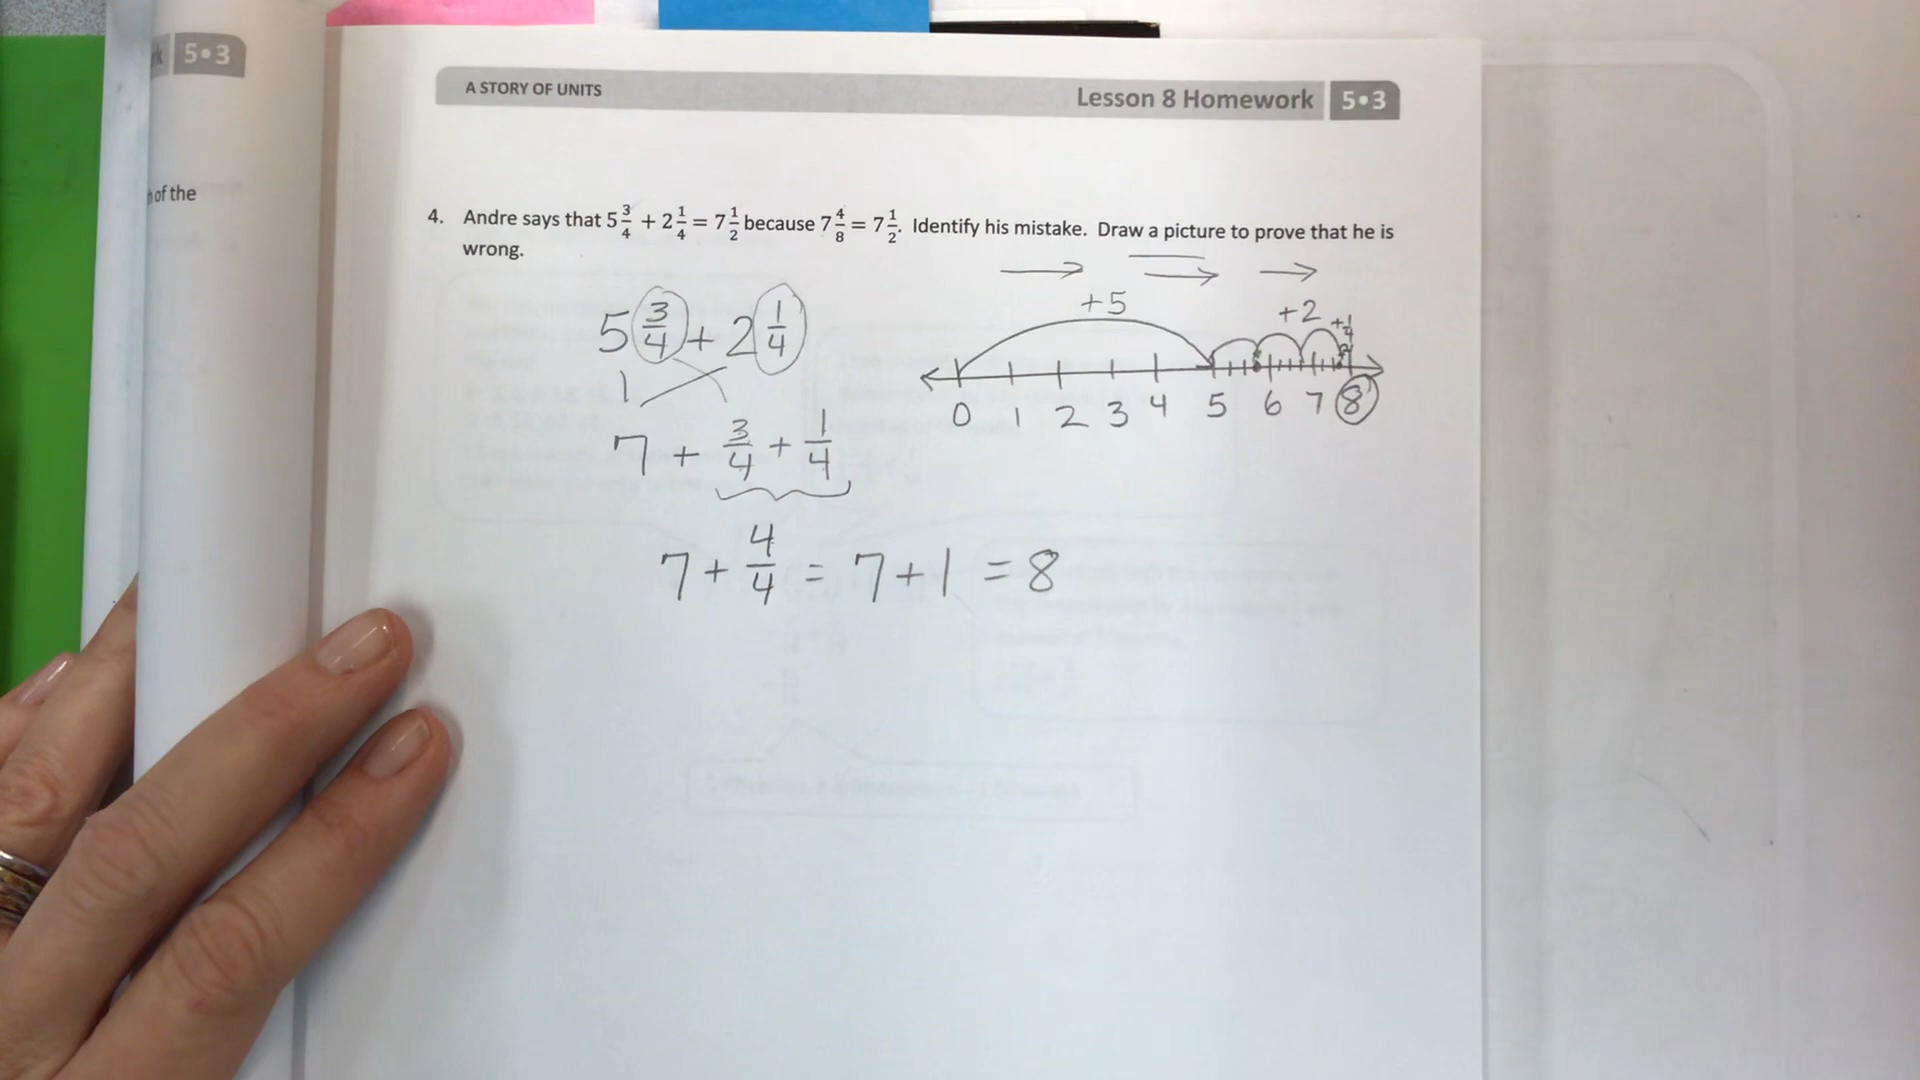 5•3
of the
A STORY OF UNITS
Lesson 8 Homework 5•3
4. Andre says that 5 3/4 + 2 1/4 = 7 1/2 because 7 4/8 = 7 1/2. Identify his mistake. Draw a picture to prove that he is
wrong.
5 3/4 + 2 1/4
7 + 3/4 + 1/4
7 + 4/4 = 7 + 1 = 8
+5 +2 +1/4
0 1 2 3 4 5 6 7 8